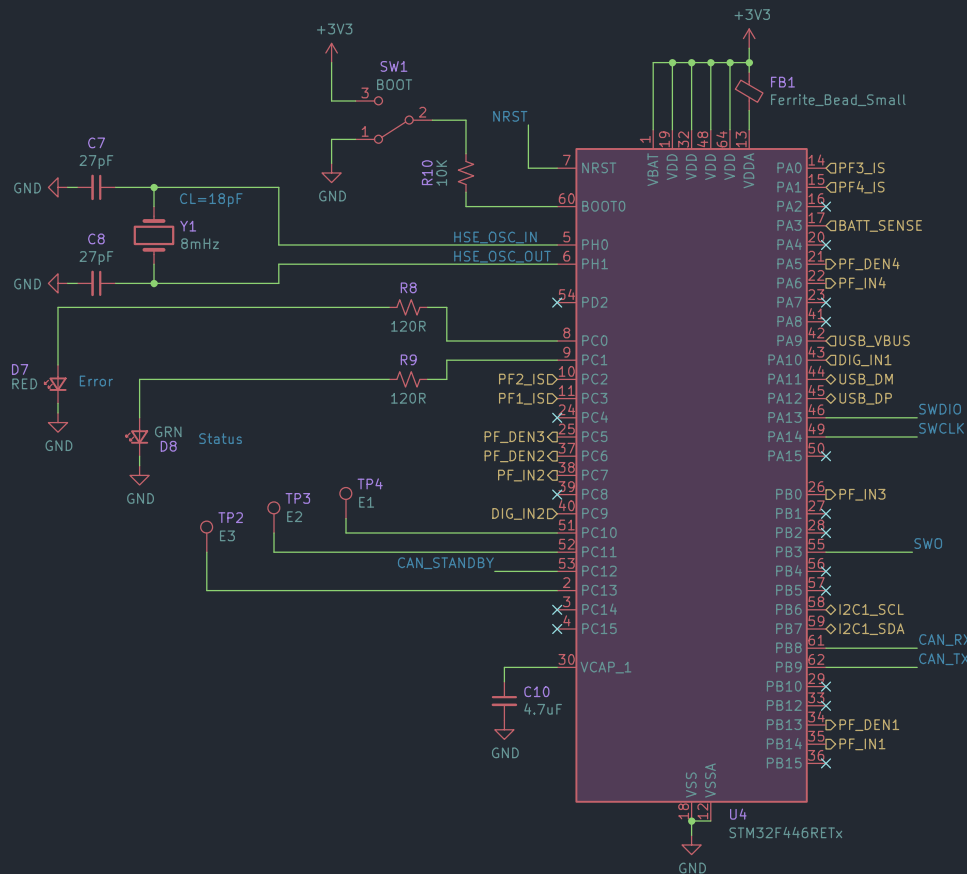 +3V3
+3V3
SW1
BOOT
3
2
1
GND
R10
10K
NRST
FB1
Ferrite_Bead_Small
C7
27pF
GND
CL=18pF
Y1
8mHz
C8
27pF
GND
HSE_OSC_IN
HSE_OSC_OUT
R8
120R
R9
120R
D7
RED
Error
GND
GRN
D8
Status
GND
TP4
E1
TP3
E2
TP2
E3
CAN_STANDBY
C10
4.7uF
GND
1 VBAT
19 VDD
32 VDD
48 VDD
64 VDD
13 VDDA
7 NRST
60 BOOT0
5 PH0
6 PH1
54 PD2
8 PC0
9 PC1
PF2_IS 10 PC2
PF1_IS 11 PC3
24 PC4
PF_DEN3 25 PC5
PF_DEN2 37 PC6
PF_IN2 38 PC7
39 PC8
DIG_IN2 40 PC9
51 PC10
52 PC11
53 PC12
2 PC13
3 PC14
4 PC15
30 VCAP_1
PA0 14 PF3_IS
PA1 15 PF4_IS
PA2 16
PA3 17 BATT_SENSE
PA4 20
PA5 21 PF_DEN4
PA6 22 PF_IN4
PA7 23
PA8 41
PA9 42 USB_VBUS
PA10 43 DIG_IN1
PA11 44 USB_DM
PA12 45 USB_DP
PA13 46 SWDIO
PA14 49 SWCLK
PA15 50
PB0 26 PF_IN3
PB1 27
PB2 28
PB3 55 SWO
PB4 56
PB5 57
PB6 58 I2C1_SCL
PB7 59 I2C1_SDA
PB8 61 CAN_RX
PB9 62 CAN_TX
PB10 29
PB12 33
PB13 34 PF_DEN1
PB14 35 PF_IN1
PB15 36
18 VSS
12 VSSA
U4
STM32F446RETx
GND